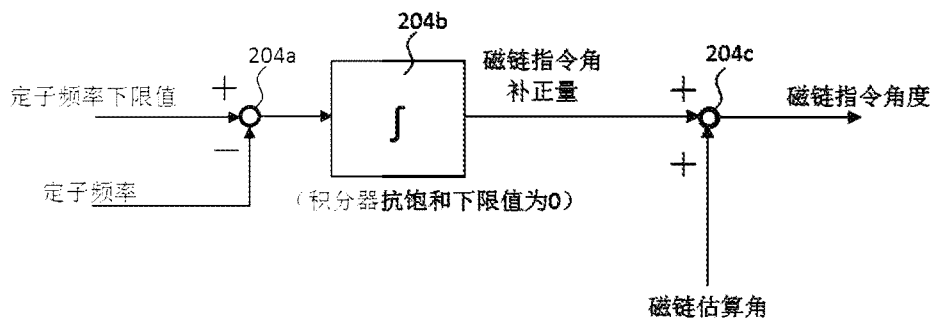 204b
204a
204c
定子频率下限值
+
−
∫
磁链指令角
补正量
+
+
磁链指令角度
定子频率
（积分器抗饱和下限值为0）
磁链估算角